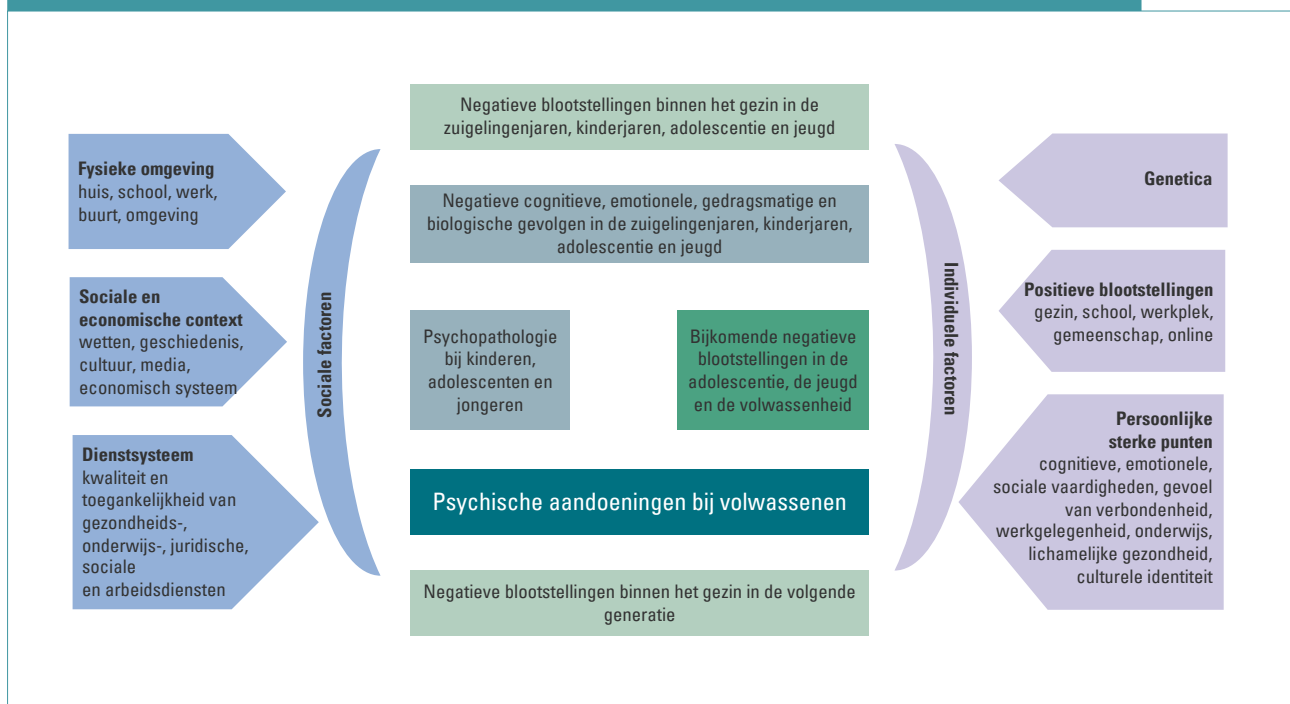 Negatieve blootstellingen binnen het gezin in de
zuigelingenjaren, kinderjaren, adolescentie en jeugd
Fysieke omgeving
huis, school, werk,
buurt, omgeving
Sociale en
economische context
wetten, geschiedenis,
cultuur, media,
economisch systeem
Dienstsysteem
kwaliteit en
toegankelijkheid van
gezondheids-,
onderwijs-, juridische,
sociale
en arbeidsdiensten
Sociale factoren
Negatieve cognitieve, emotionele, gedragsmatige en
biologische gevolgen in de zuigelingenjaren, kinderjaren,
adolescentie en jeugd
Psychopathologie
bij kinderen,
adolescenten en
jongeren
Bijkomende negatieve
blootstellingen in de
adolescentie, de jeugd
en de volwassenheid
Psychische aandoeningen bij volwassenen
Negatieve blootstellingen binnen het gezin in de volgende
generatie
Individuele factoren
Genetica
Positieve blootstellingen
gezin, school, werkplek,
gemeenschap, online
Persoonlijke
sterke punten
cognitieve, emotionele,
sociale vaardigheden, gevoel
van verbondenheid,
werkgelegenheid, onderwijs,
lichamelijke gezondheid,
culturele identiteit